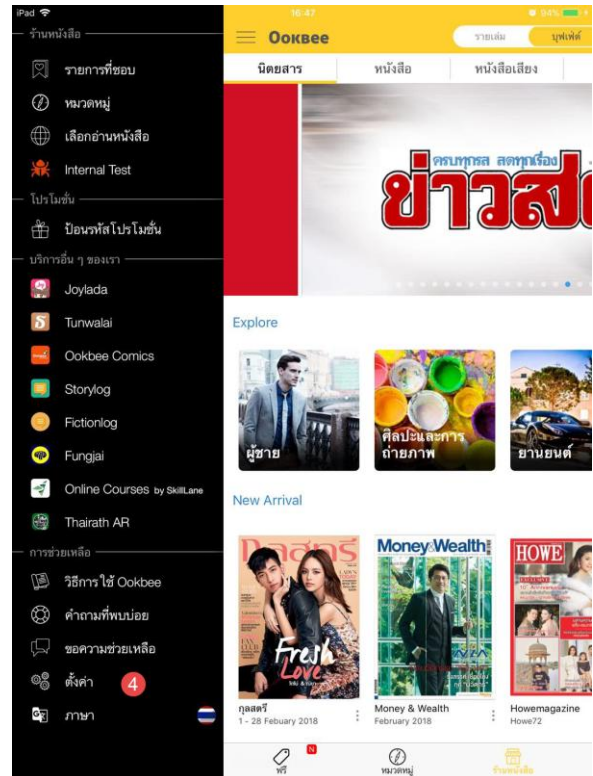 iPad
16:47
94%
ร้านหนังสือ
รายการที่ชอบ
หมวดหมู่
เลือกอ่านหนังสือ
Internal Test
โปรโมชั่น
ป้อนรหัสโปรโมชั่น
บริการอื่น ๆ ของเรา
Joylada
Tunwalai
Ookbee Comics
Storylog
Fictionlog
Fungjai
Online Courses by SkillLane
Thairath AR
การช่วยเหลือ
วิธีการใช้ Ookbee
คำถามที่พบบ่อย
ขอความช่วยเหลือ
ตั้งค่า 4
ภาษา
OOKBEE
รายเล่ม
บุฟเฟ่ต์
นิตยสาร
หนังสือ
หนังสือเสียง
ครบทุกรส สดทุกเรื่อง
Explore
ผู้ชาย
ศิลปะและการ
ถ่ายภาพ
ยานยนต์
New Arrival
กุลสตรี
Fresh
Love
Money&Wealth
HOWE
กุลสตรี
1 - 28 Febuary 2018
Money & Wealth
February 2018
Howemagazine
Howe72
N
ฟรี
หมวดหมู่
ร้านหนังสือ